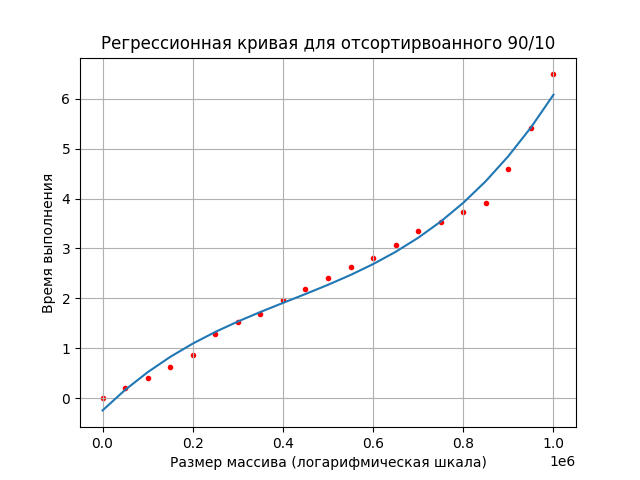 Регрессионная кривая для отсортирвоанного 90/10
Время выполнения
6
5
4
3
2
1
0
0.0 0.2 0.4 0.6 0.8 1.0
1e6
Размер массива (логарифмическая шкала)